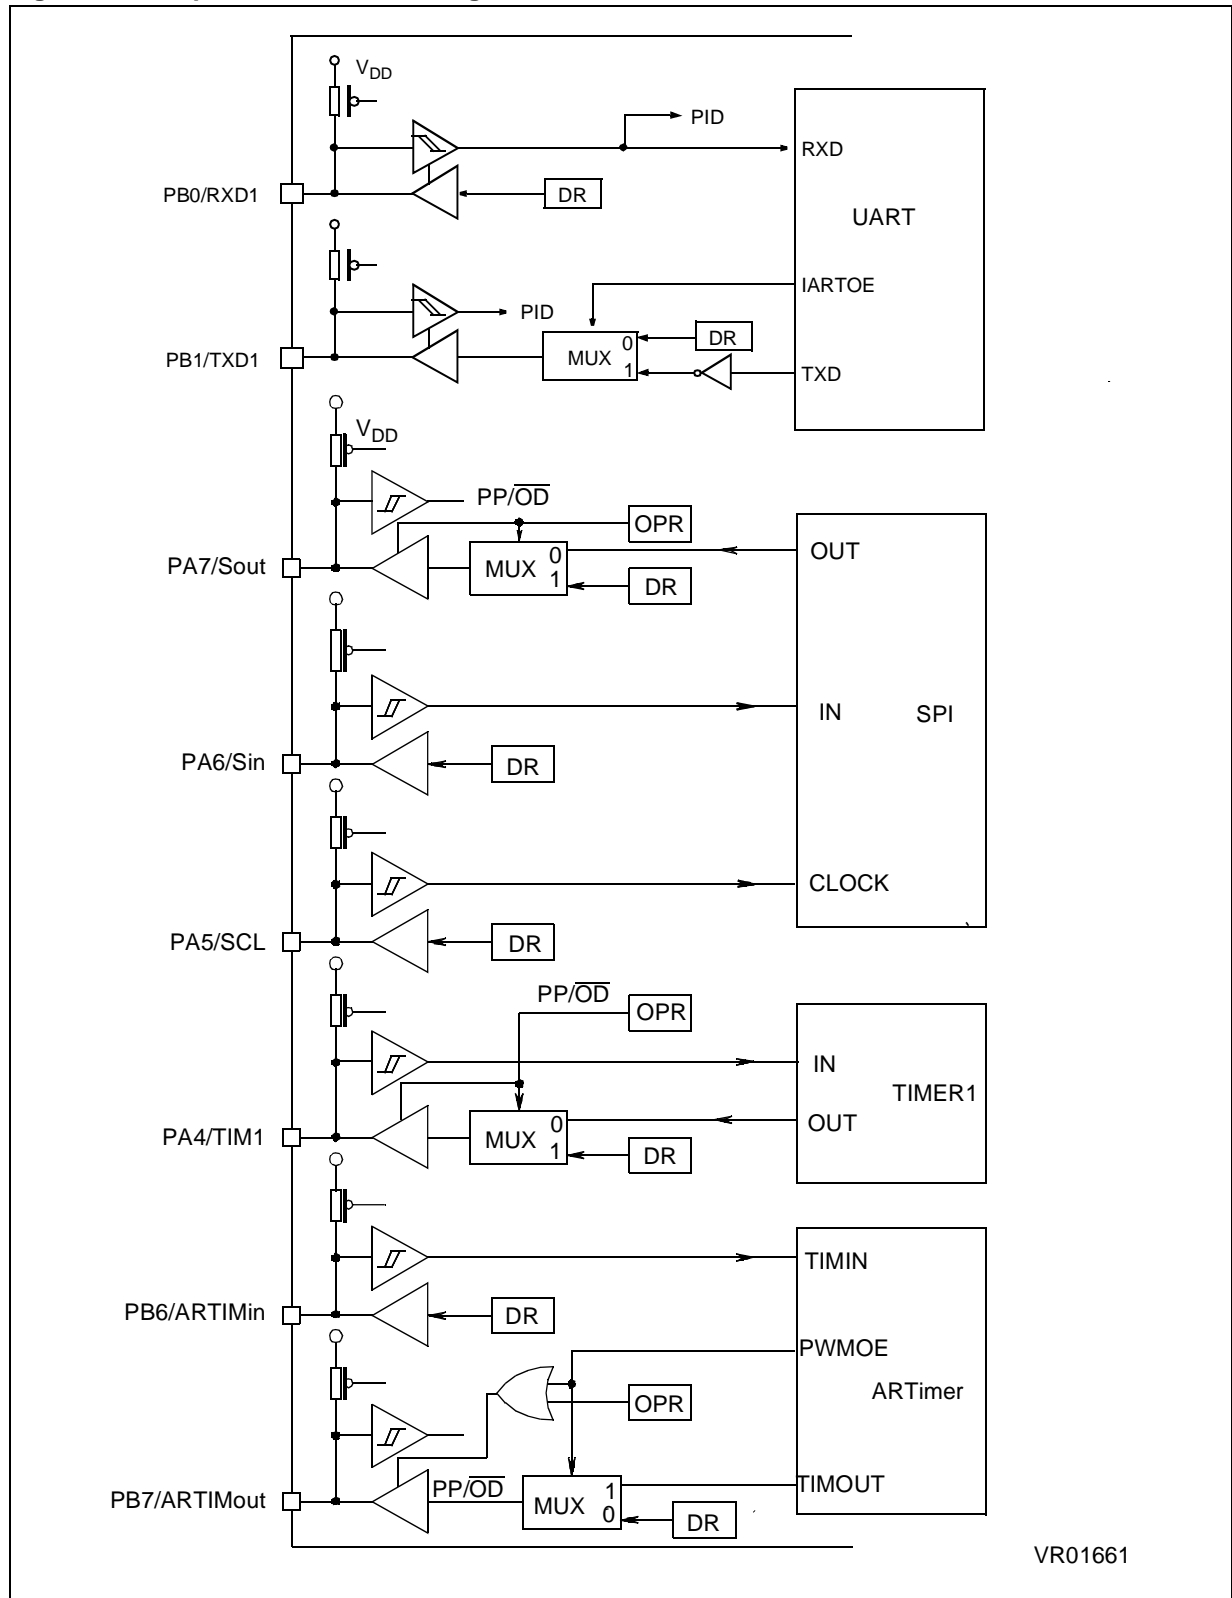 VDD
PID
RXD
PB0/RXD1
DR
UART
IARTOE
PID
DR
0
PB1/TXD1
MUX
1
TXD
VDD
PP/OD
OPR
OUT
0
PA7/Sout
MUX
1
DR
IN
SPI
PA6/Sin
DR
CLOCK
PA5/SCL
DR
PP/OD
OPR
IN
TIMER1
0
OUT
PA4/TIM1
MUX
1
DR
TIMIN
PB6/ARTIMin
DR
PWMOE
ARTimer
OPR
PP/OD
TIMOUT
1
PB7/ARTIMout
MUX
0
DR
VR01661